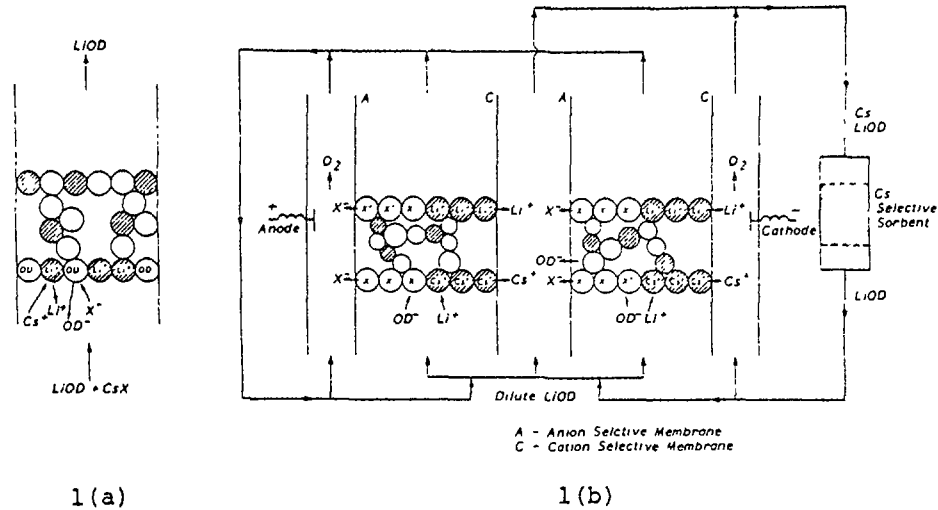 LiOD
OD Li+ OD Li+ Li+ OD
Cs+ Li+ X-
OD-
LiOD + CsX
1(a)
A C A C
Cs
LiOD
O2 O2
Cs
Selective
Sorbent
X- X- x x Li+ X- x x x Li+
+ -
Anode Cathode
OD-
X- x x x Cs+ X- x x x Cs+
LiOD
OD- Li+ OD- Li+
Dilute LiOD
A - Anion Selctive Membrane
C - Cation Selective Membrane
1(b)